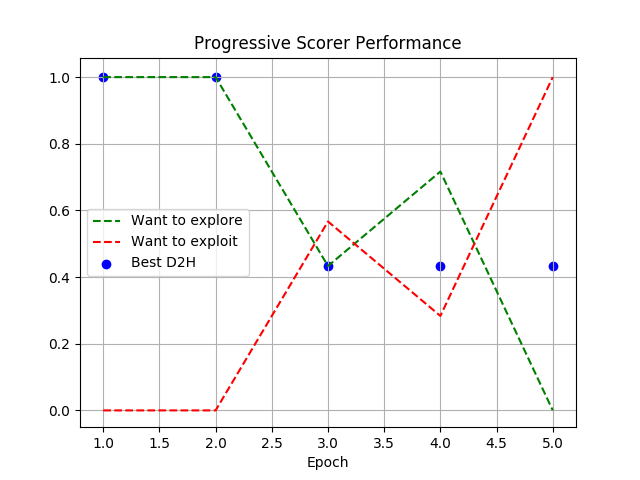 Progressive Scorer Performance
1.0
0.8
0.6
0.4
0.2
0.0
Want to explore
Want to exploit
Best D2H
1.0 1.5 2.0 2.5 3.0 3.5 4.0 4.5 5.0
Epoch